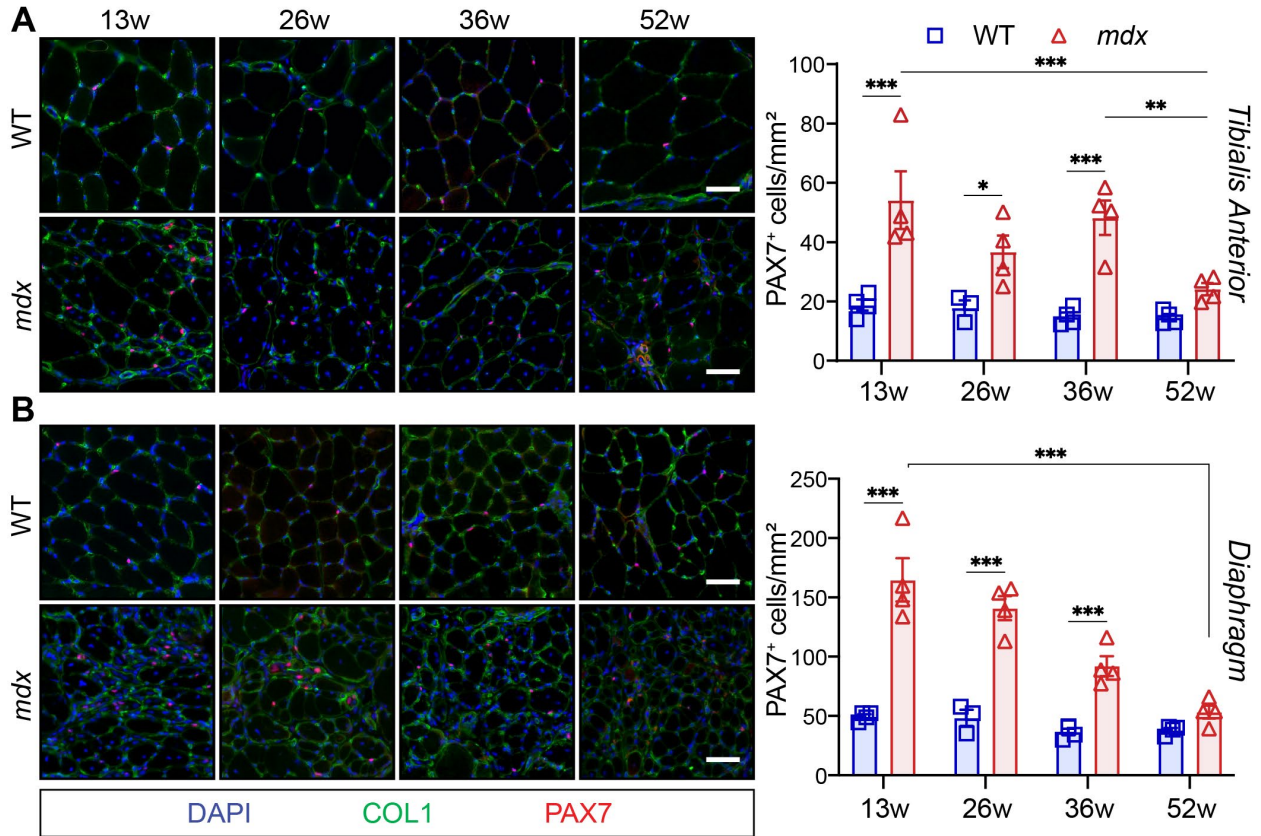 A
13w 26w 36w 52w
WT
mdx
WT mdx
PAX7+ cells/mm²
100
80
60
40
20
0
***
***
*
***
**
13w 26w 36w 52w
Tibialis Anterior
B
WT
mdx
PAX7+ cells/mm²
250
200
150
100
50
0
***
***
***
***
13w 26w 36w 52w
Diaphragm
DAPI COL1 PAX7